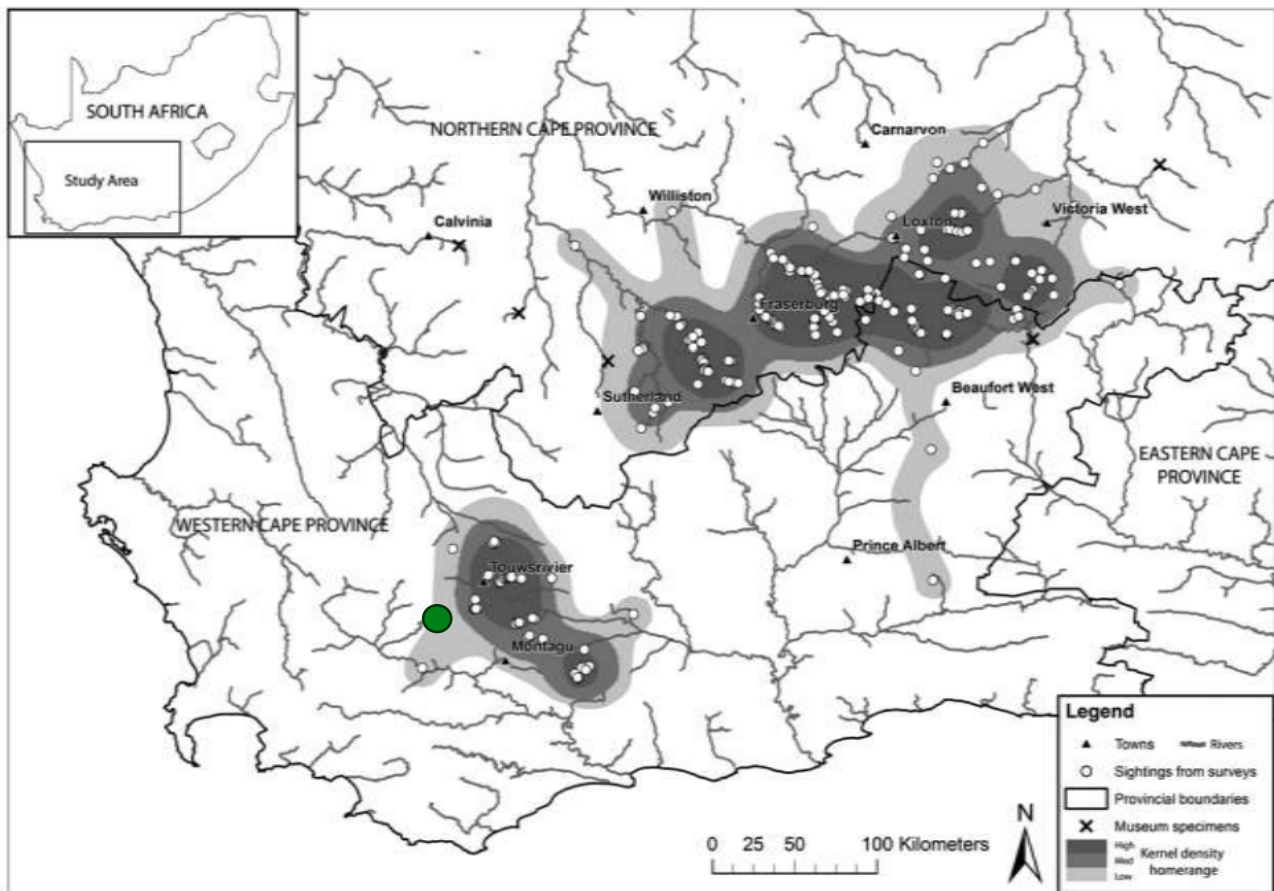 SOUTH AFRICA
Study Area
NORTHERN CAPE PROVINCE
Carnarvon
Williston
Calvinia
Loxton
Victoria West
Fraserburg
Sutherland
Beaufort West
EASTERN CAPE
PROVINCE
WESTERN CAPE PROVINCE
Prince Albert
Touwsrivier
Montagu
Legend
Towns
Rivers
Sightings from surveys
Provincial boundaries
Museum specimens
High
Med
Low
Kernel density
homerange
N
0 25 50 100 Kilometers